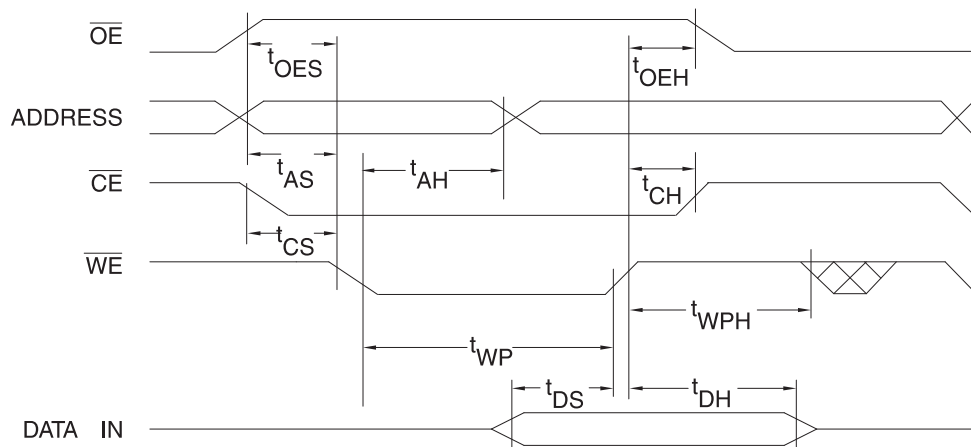 OE
tOES
tOEH
ADDRESS
tAS
tAH
CE
tCH
tCS
WE
tWPH
tWP
tDS
tDH
DATA IN